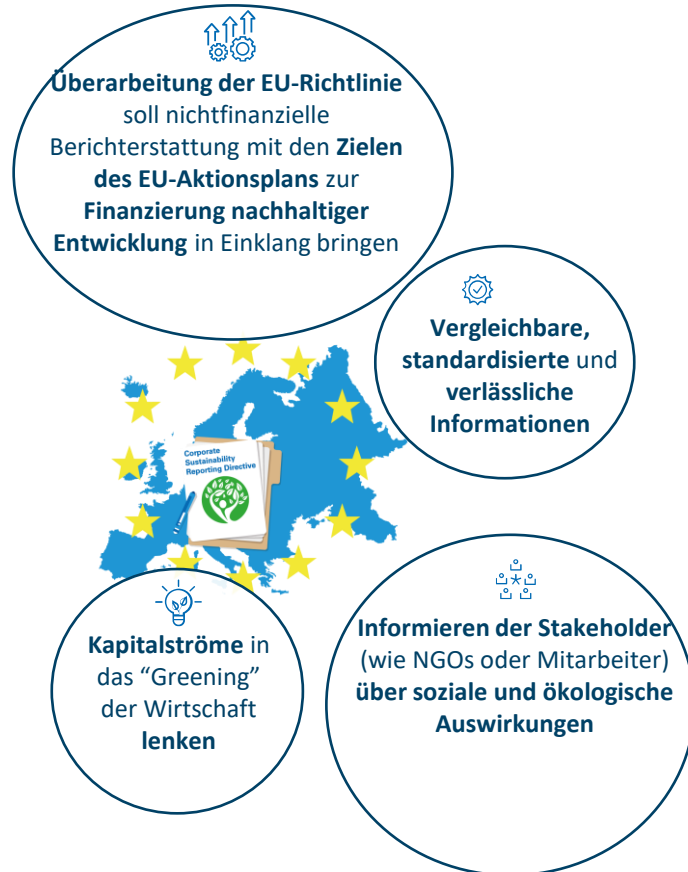 Überarbeitung der EU-Richtlinie
soll nichtfinanzielle
Berichterstattung mit den Zielen
des EU-Aktionsplans zur
Finanzierung nachhaltiger
Entwicklung in Einklang bringen
Vergleichbare,
standardisierte und
verlässliche
Informationen
Corporate
Sustainability
Reporting Directive
Kapitalströme in
das “Greening”
der Wirtschaft
lenken
Informieren der Stakeholder
(wie NGOs oder Mitarbeiter)
über soziale und ökologische
Auswirkungen